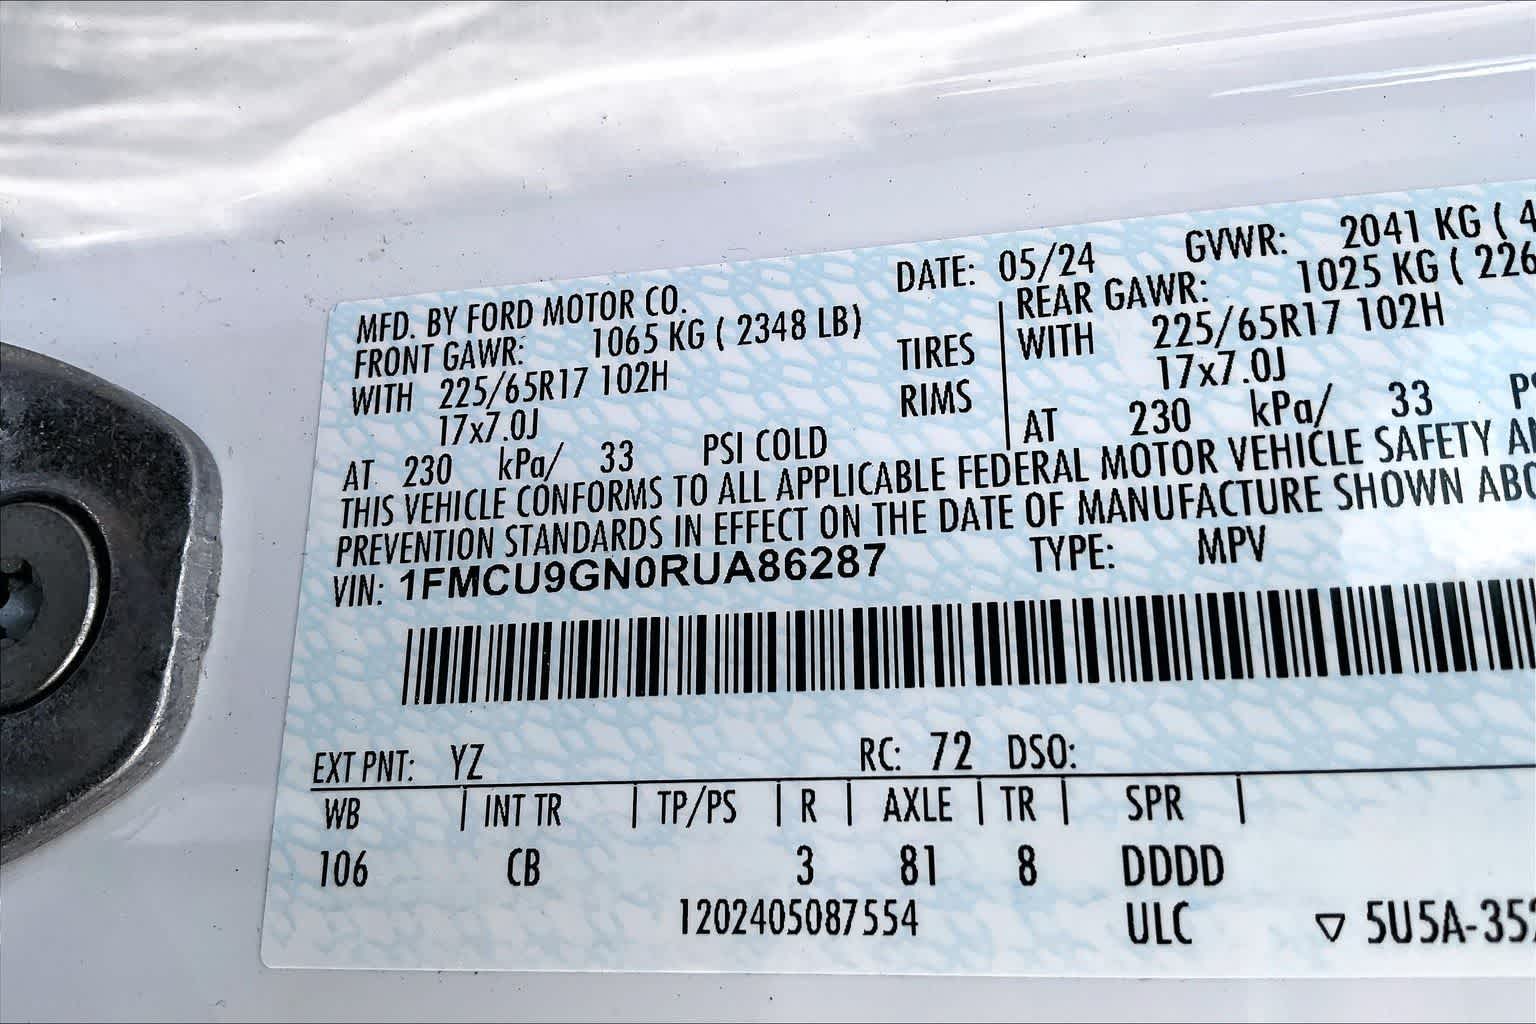 MFD. BY FORD MOTOR CO. DATE: 05/24 GVWR: 2041 KG ( 4
FRONT GAWR: 1065 KG ( 2348 LB) REAR GAWR: 1025 KG ( 226
WITH 225/65R17 102H TIRES WITH 225/65R17 102H
17x7.0J RIMS 17x7.0J
AT 230 kPa/ 33 PSI COLD AT 230 kPa/ 33
THIS VEHICLE CONFORMS TO ALL APPLICABLE FEDERAL MOTOR VEHICLE SAFETY
PREVENTION STANDARDS IN EFFECT ON THE DATE OF MANUFACTURE SHOWN
VIN: 1FMCU9GN0RUA86287 TYPE: MPV
EXT PNT: YZ RC: 72 DSO:
WB | INT TR | TP/PS | R | AXLE | TR | SPR |
106 CB 3 81 8 DDDD
1202405087554 ULC ▽ 5U5A-35